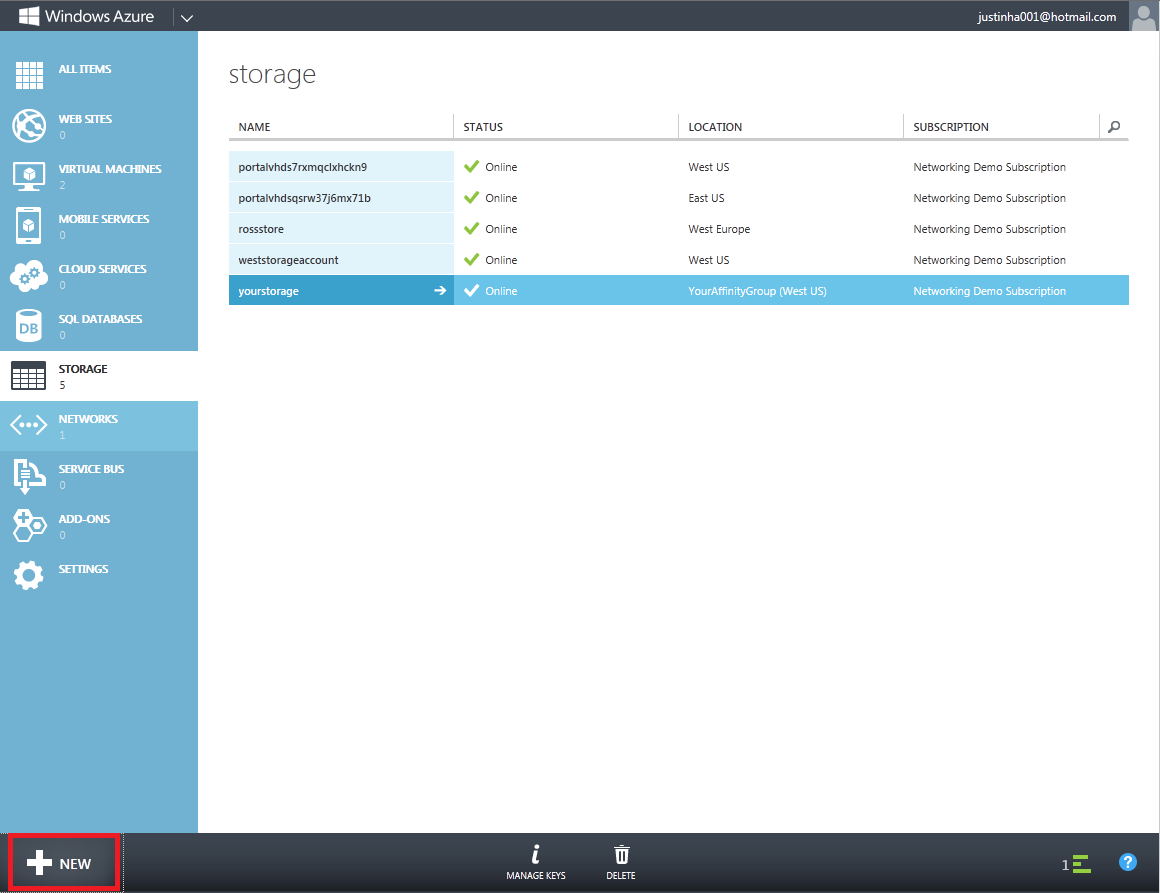 Windows Azure
justinha001@hotmail.com
ALL ITEMS
WEB SITES
0
VIRTUAL MACHINES
2
MOBILE SERVICES
0
CLOUD SERVICES
0
DB
SQL DATABASES
0
STORAGE
5
NETWORKS
1
SERVICE BUS
0
ADD-ONS
0
SETTINGS
storage
NAME STATUS LOCATION SUBSCRIPTION
portalvhds7rxmqclxhckn9 Online West US Networking Demo Subscription
portalvhdsqsrw37j6mx71b Online East US Networking Demo Subscription
rossstore Online West Europe Networking Demo Subscription
weststorageaccount Online West US Networking Demo Subscription
yourstorage Online YourAffinityGroup (West US) Networking Demo Subscription
NEW
MANAGE KEYS
DELETE
1
?